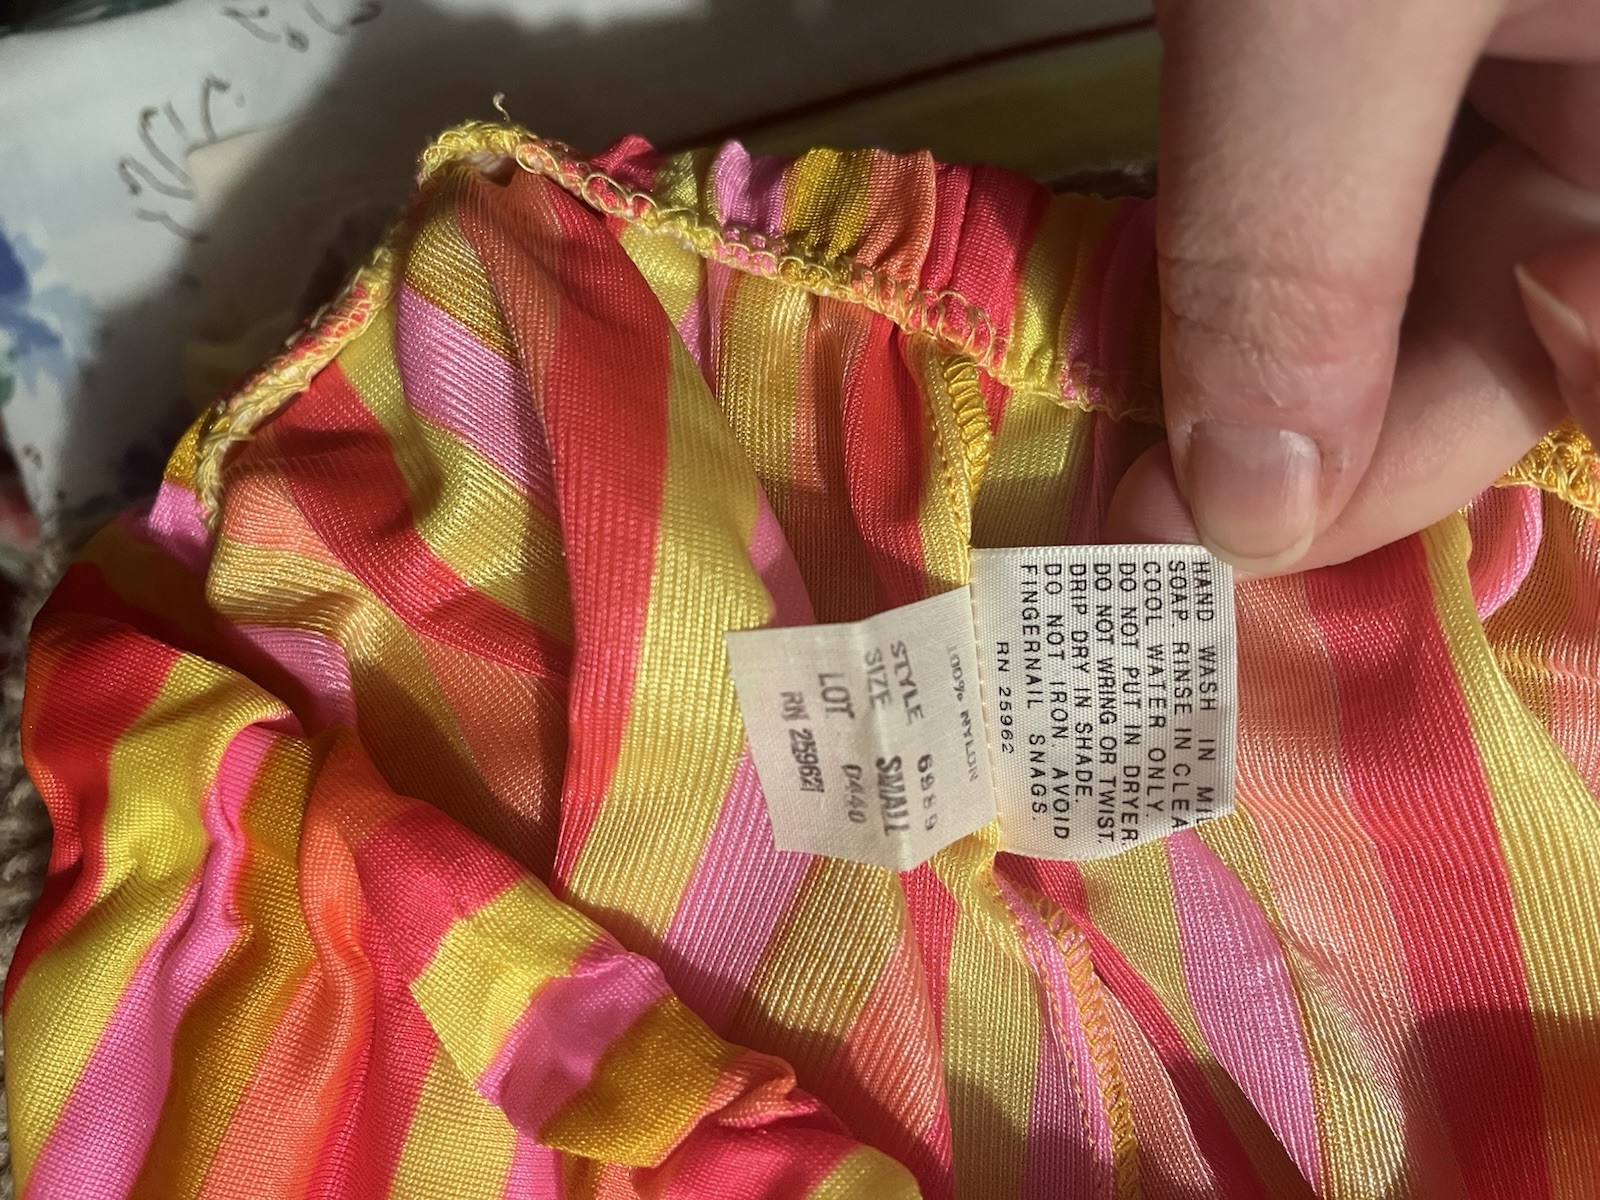 100% NYLON
STYLE 6989
SIZE SMALL
LOT 0440
RN 25962
HAND WASH IN MIL
SOAP. RINSE IN CLEA
COOL WATER ONLY.
DO NOT PUT IN DRYER
DO NOT WRING OR TWIST.
DRIP DRY IN SHADE.
DO NOT IRON. AVOID
FINGERNAIL SNAGS.
RN 25962